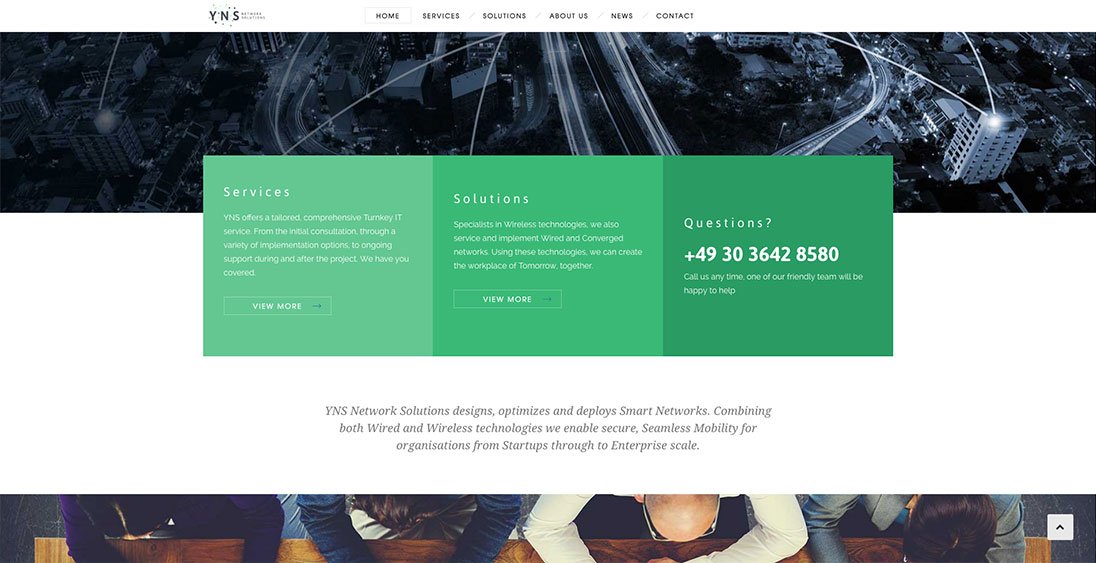 YNS NETWORK
SOLUTIONS
HOME SERVICES SOLUTIONS ABOUT US NEWS CONTACT
Services
YNS offers a tailored, comprehensive Turnkey IT
service. From the initial consultation, through a
variety of implementation options, to ongoing
support during and after the project. We have you
covered.
VIEW MORE
Solutions
Specialists in Wireless technologies, we also
service and implement Wired and Converged
networks. Using these technologies, we can create
the workplace of Tomorrow, together.
VIEW MORE
Questions?
+49 30 3642 8580
Call us any time, one of our friendly team will be
happy to help
YNS Network Solutions designs, optimizes and deploys Smart Networks. Combining
both Wired and Wireless technologies we enable secure, Seamless Mobility for
organisations from Startups through to Enterprise scale.